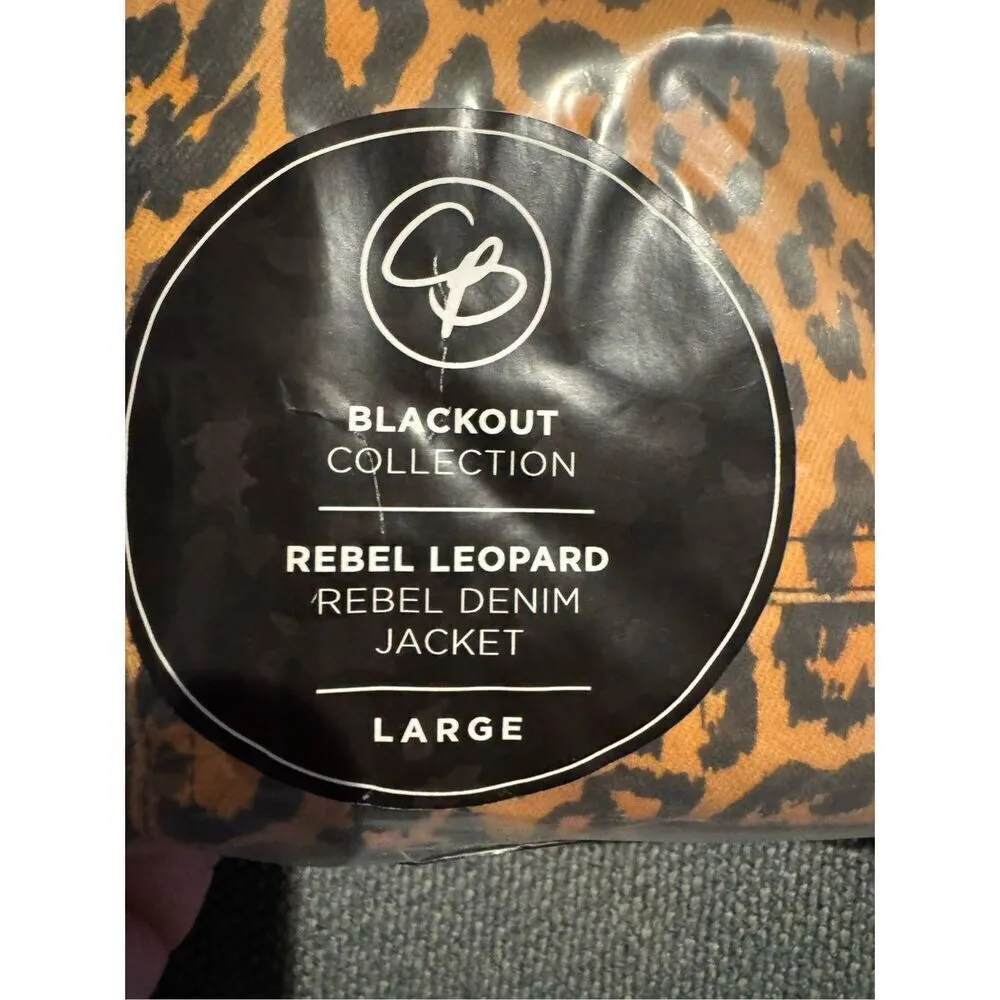 CB
BLACKOUT
COLLECTION
REBEL LEOPARD
REBEL DENIM
JACKET
LARGE